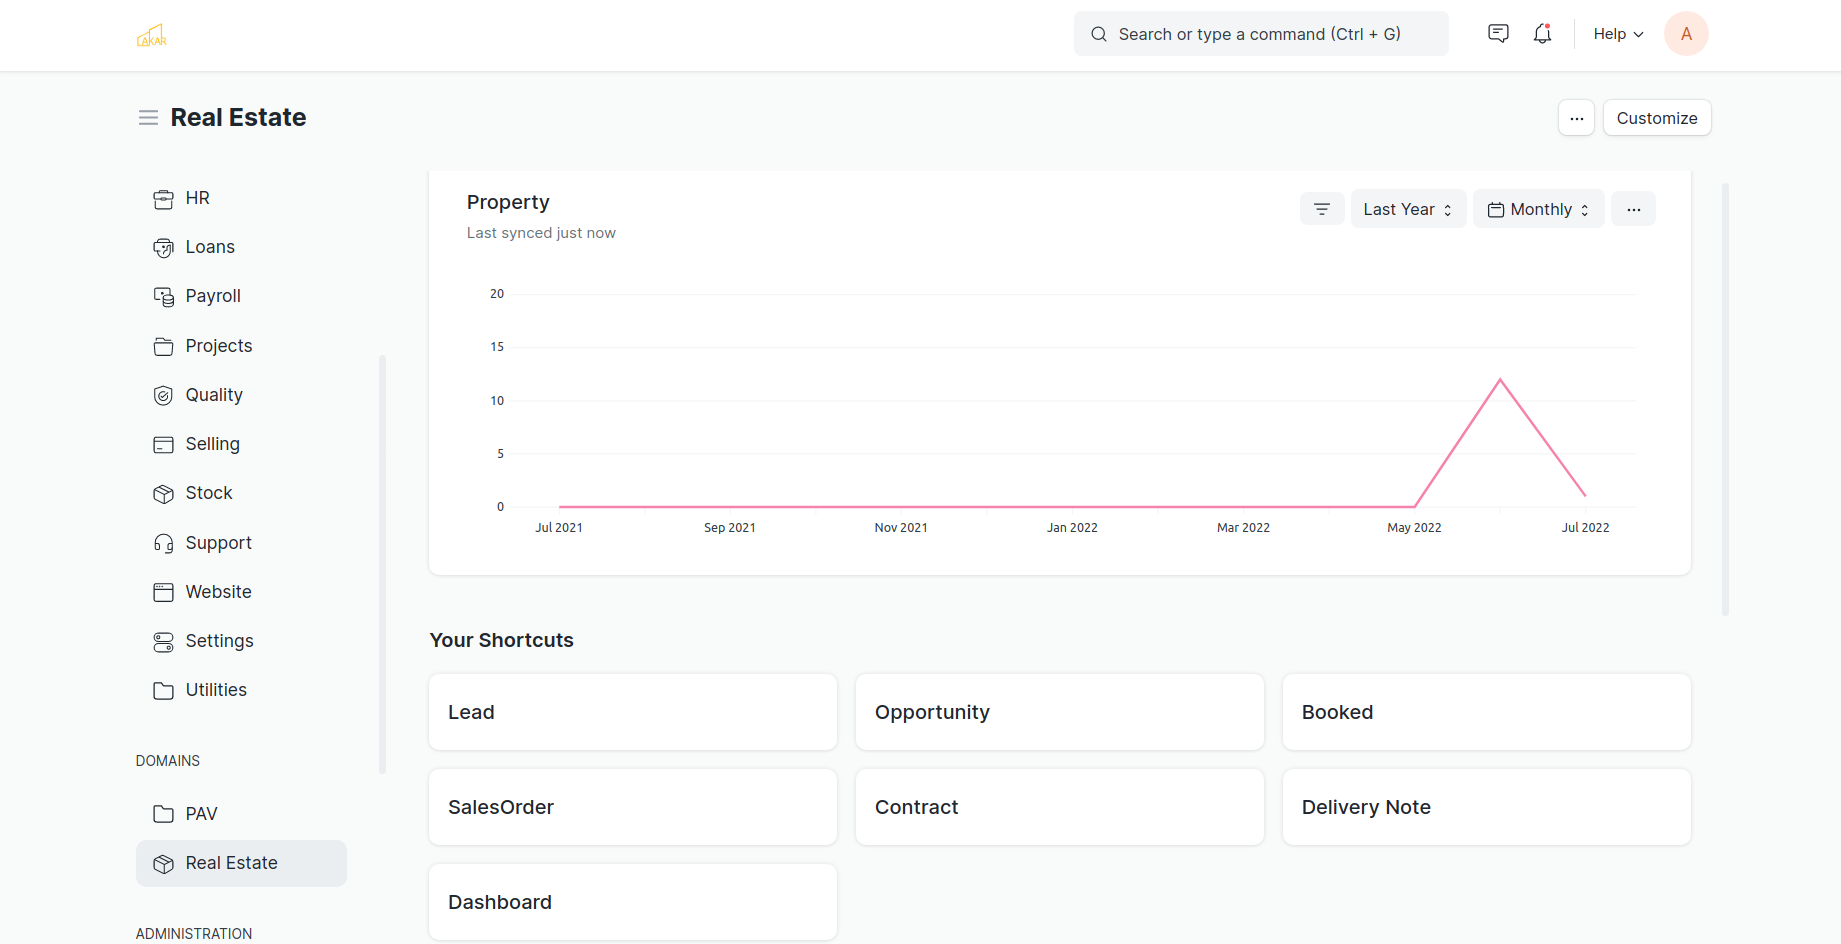 AKAR
Search or type a command (Ctrl + G)
Help
A
Real Estate
...
Customize
HR
Loans
Payroll
Projects
Quality
Selling
Stock
Support
Website
Settings
Utilities
DOMAINS
PAV
Real Estate
ADMINISTRATION
Property
Last synced just now
Last Year
Monthly
...
20
15
10
5
0
Jul 2021
Sep 2021
Nov 2021
Jan 2022
Mar 2022
May 2022
Jul 2022
Your Shortcuts
Lead
Opportunity
Booked
SalesOrder
Contract
Delivery Note
Dashboard